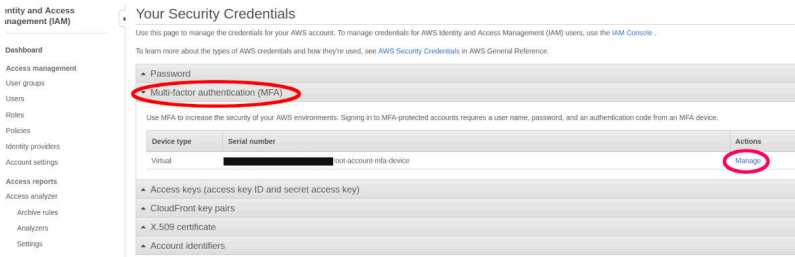 entity and Access
anagement (IAM)
Dashboard
Access management
User groups
Users
Roles
Policies
Identity providers
Account settings
Access reports
Access analyzer
Archive rules
Analyzers
Settings
Your Security Credentials
Use this page to manage the credentials for your AWS account. To manage credentials for AWS Identity and Access Management (IAM) users, use the IAM Console .
To learn more about the types of AWS credentials and how they're used, see AWS Security Credentials in AWS General Reference.
Password
Multi-factor authentication (MFA)
Use MFA to increase the security of your AWS environments. Signing in to MFA-protected accounts requires a user name, password, and an authentication code from an MFA device.
Device type Serial number Actions
Virtual root-account-mfa-device Manage
Access keys (access key ID and secret access key)
CloudFront key pairs
X.509 certificate
Account identifiers